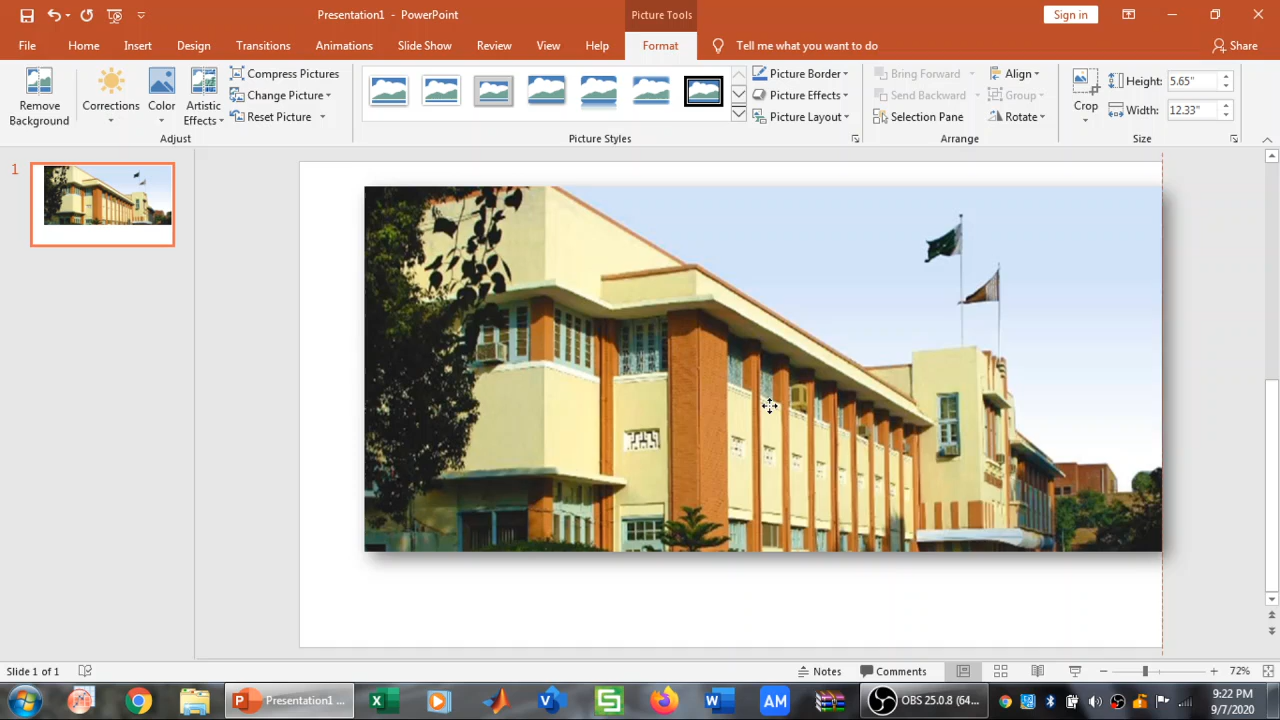 Presentation1 - PowerPoint
Picture Tools
Sign in
File Home Insert Design Transitions Animations Slide Show Review View Help Format Tell me what you want to do Share
Remove Background
Corrections
Color
Artistic Effects
Compress Pictures
Change Picture
Reset Picture
Adjust
Picture Styles
Picture Border
Picture Effects
Picture Layout
Bring Forward
Send Backward
Selection Pane
Align
Group
Rotate
Arrange
Crop
Height: 5.65"
Width: 12.33"
Size
1
Slide 1 of 1
Notes
Comments
72%
Presentation1 ...
OBS 25.0.8 (64...
AM
9:22 PM
9/7/2020